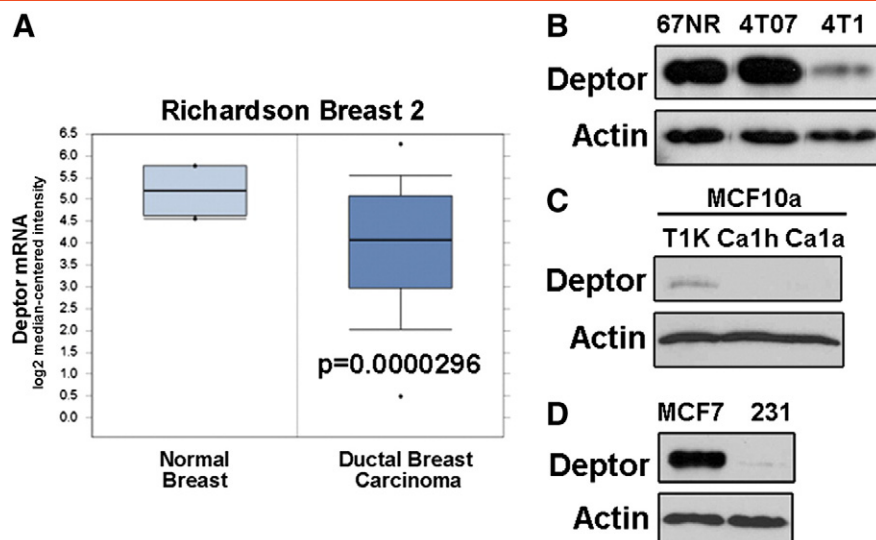 A
Richardson Breast 2
Deptor mRNA
log2 median-centered intensity
6.5
6.0
5.5
5.0
4.5
4.0
3.5
3.0
2.5
2.0
1.5
1.0
0.5
0.0
p=0.0000296
Normal
Breast
Ductal Breast
Carcinoma
B
67NR 4T07 4T1
Deptor
Actin
C
MCF10a
T1K Ca1h Ca1a
Deptor
Actin
D
MCF7 231
Deptor
Actin